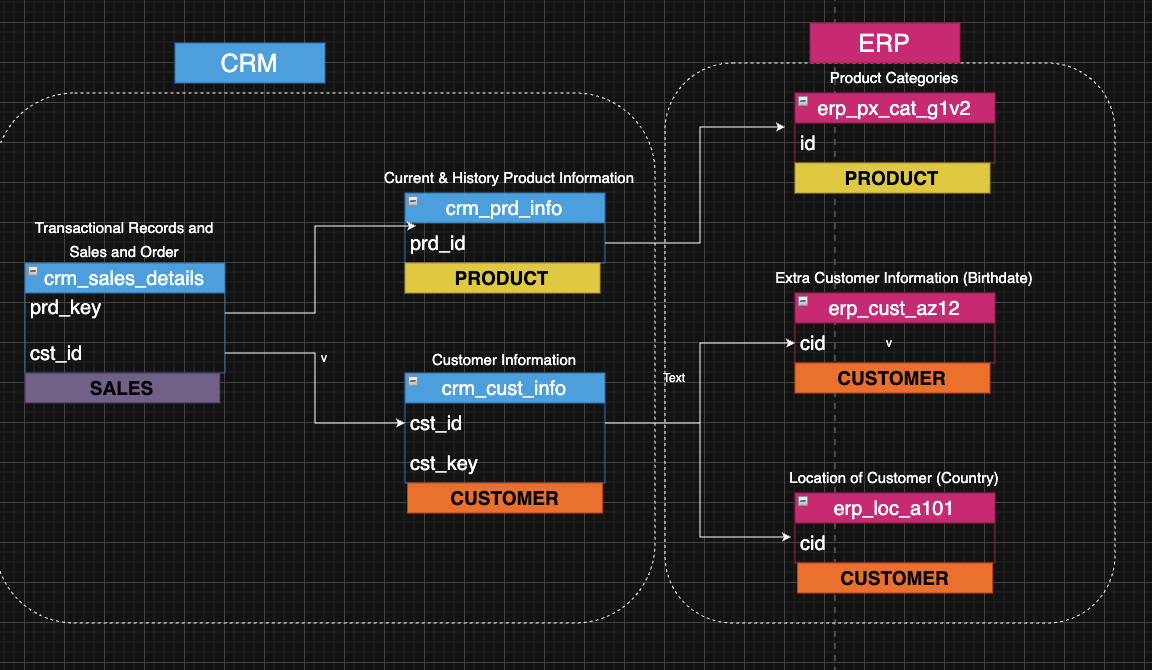 CRM
ERP
Product Categories
erp_px_cat_g1v2
id
PRODUCT
Current & History Product Information
crm_prd_info
prd_id
PRODUCT
Transactional Records and
Sales and Order
crm_sales_details
prd_key
cst_id
SALES
v
Customer Information
crm_cust_info
cst_id
cst_key
CUSTOMER
Text
Extra Customer Information (Birthdate)
erp_cust_az12
cid
v
CUSTOMER
Location of Customer (Country)
erp_loc_a101
cid
CUSTOMER